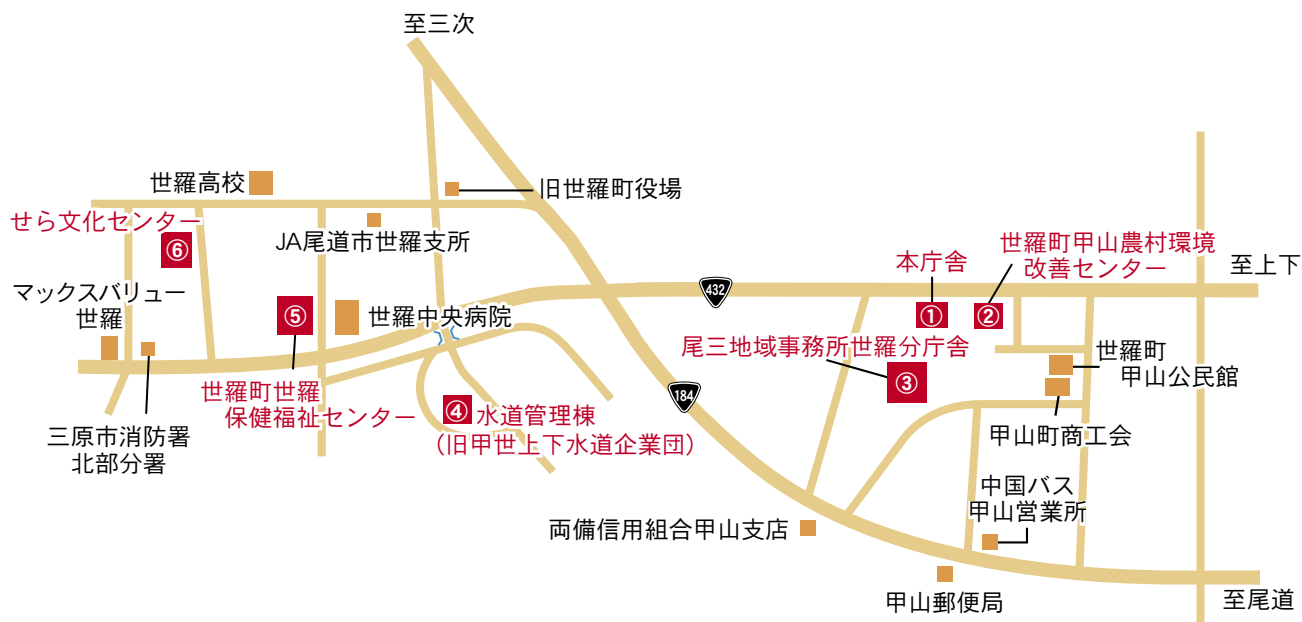 至三次
世羅高校
旧世羅町役場
せら文化センター
⑥
JA尾道市世羅支所
マックスバリュー
世羅
⑤
世羅中央病院
432
本庁舎
①
世羅町甲山農村環境
改善センター
②
至上下
尾三地域事務所世羅分庁舎
③
世羅町
甲山公民館
184
世羅町世羅
保健福祉センター
④
水道管理棟
（旧甲世上下水道企業団）
三原市消防署
北部分署
甲山町商工会
中国バス
甲山営業所
両備信用組合甲山支店
甲山郵便局
至尾道